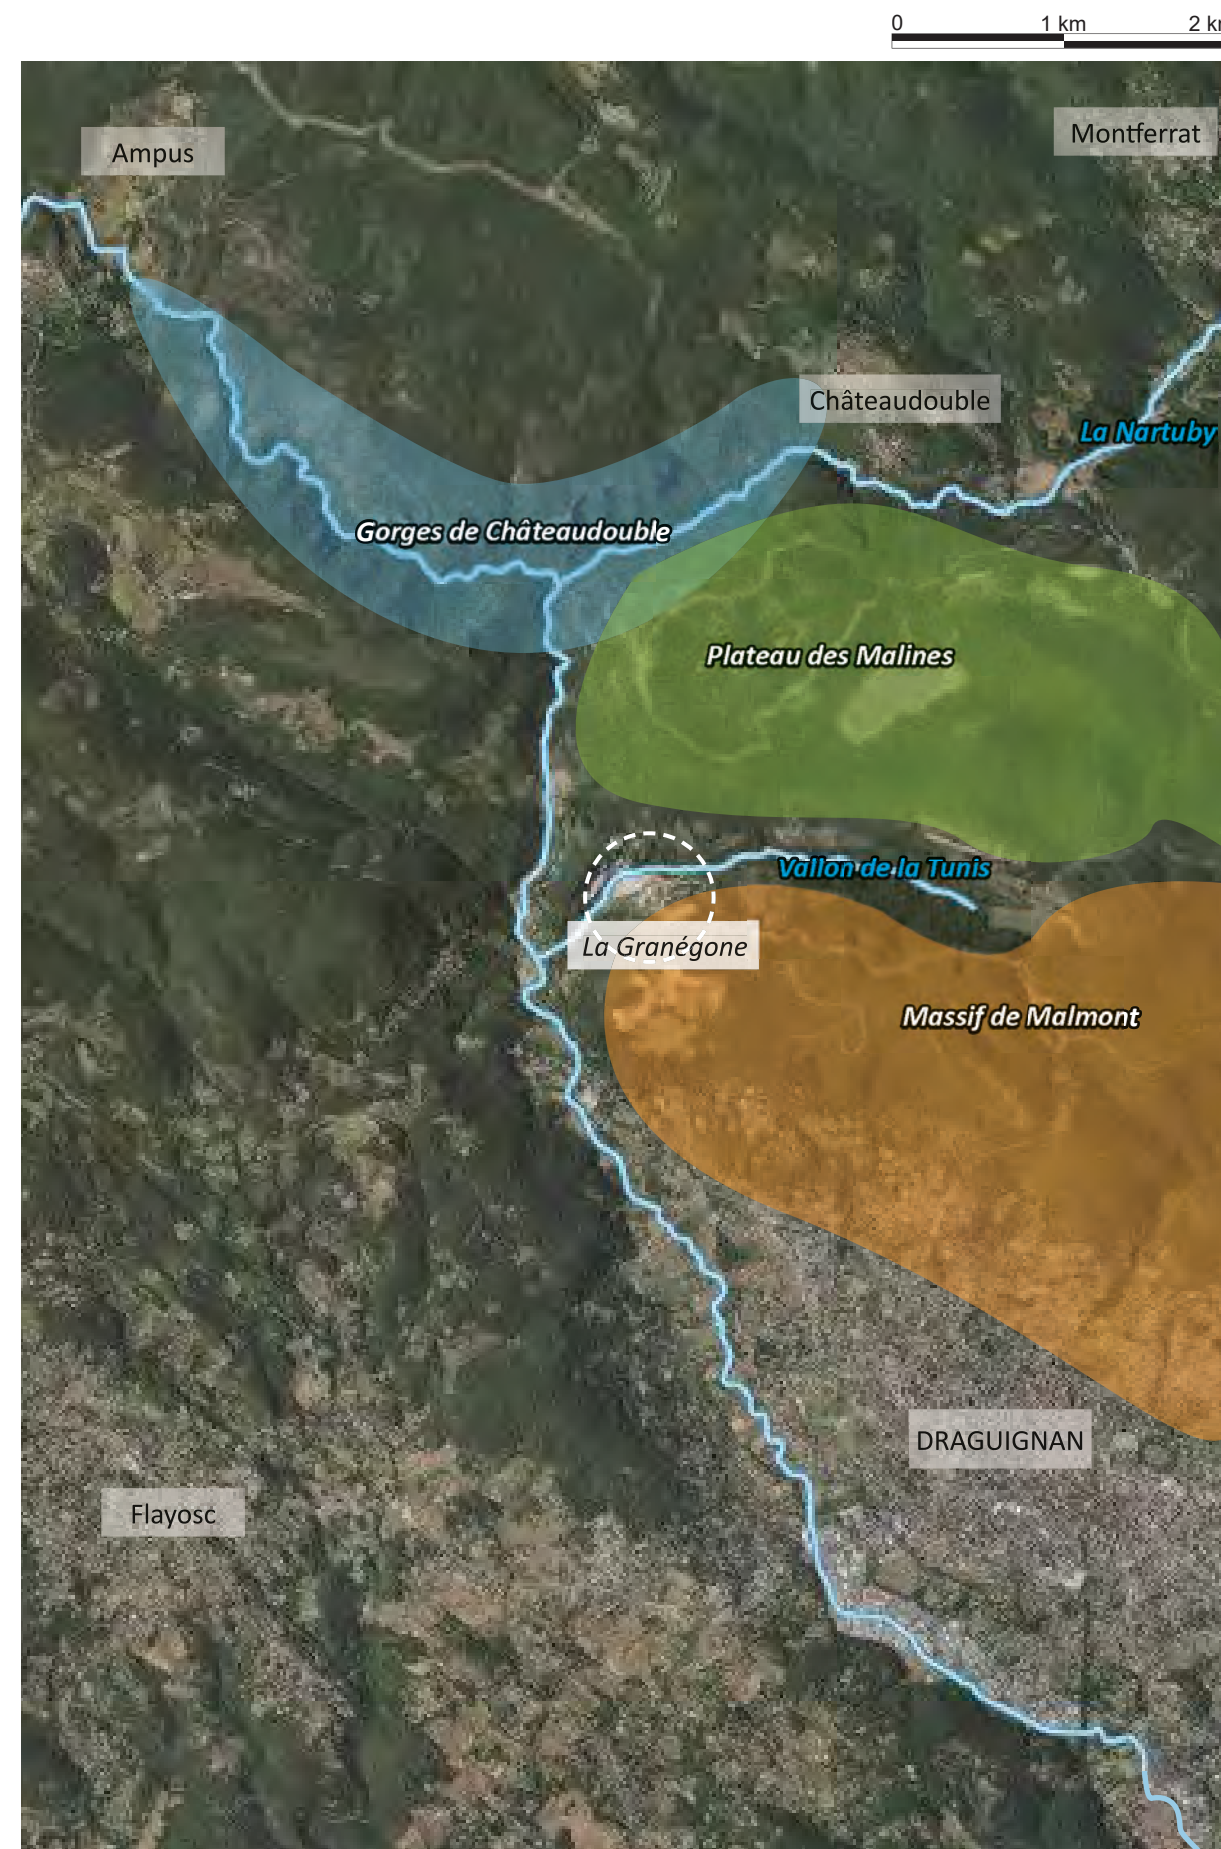 0 1 km 2 k
Ampus
Montferrat
Châteaudouble
La Nartuby
Gorges de Châteaudouble
Plateau des Malines
Vallon de la Tunis
La Granégone
Massif de Malmont
DRAGUIGNAN
Flayosc